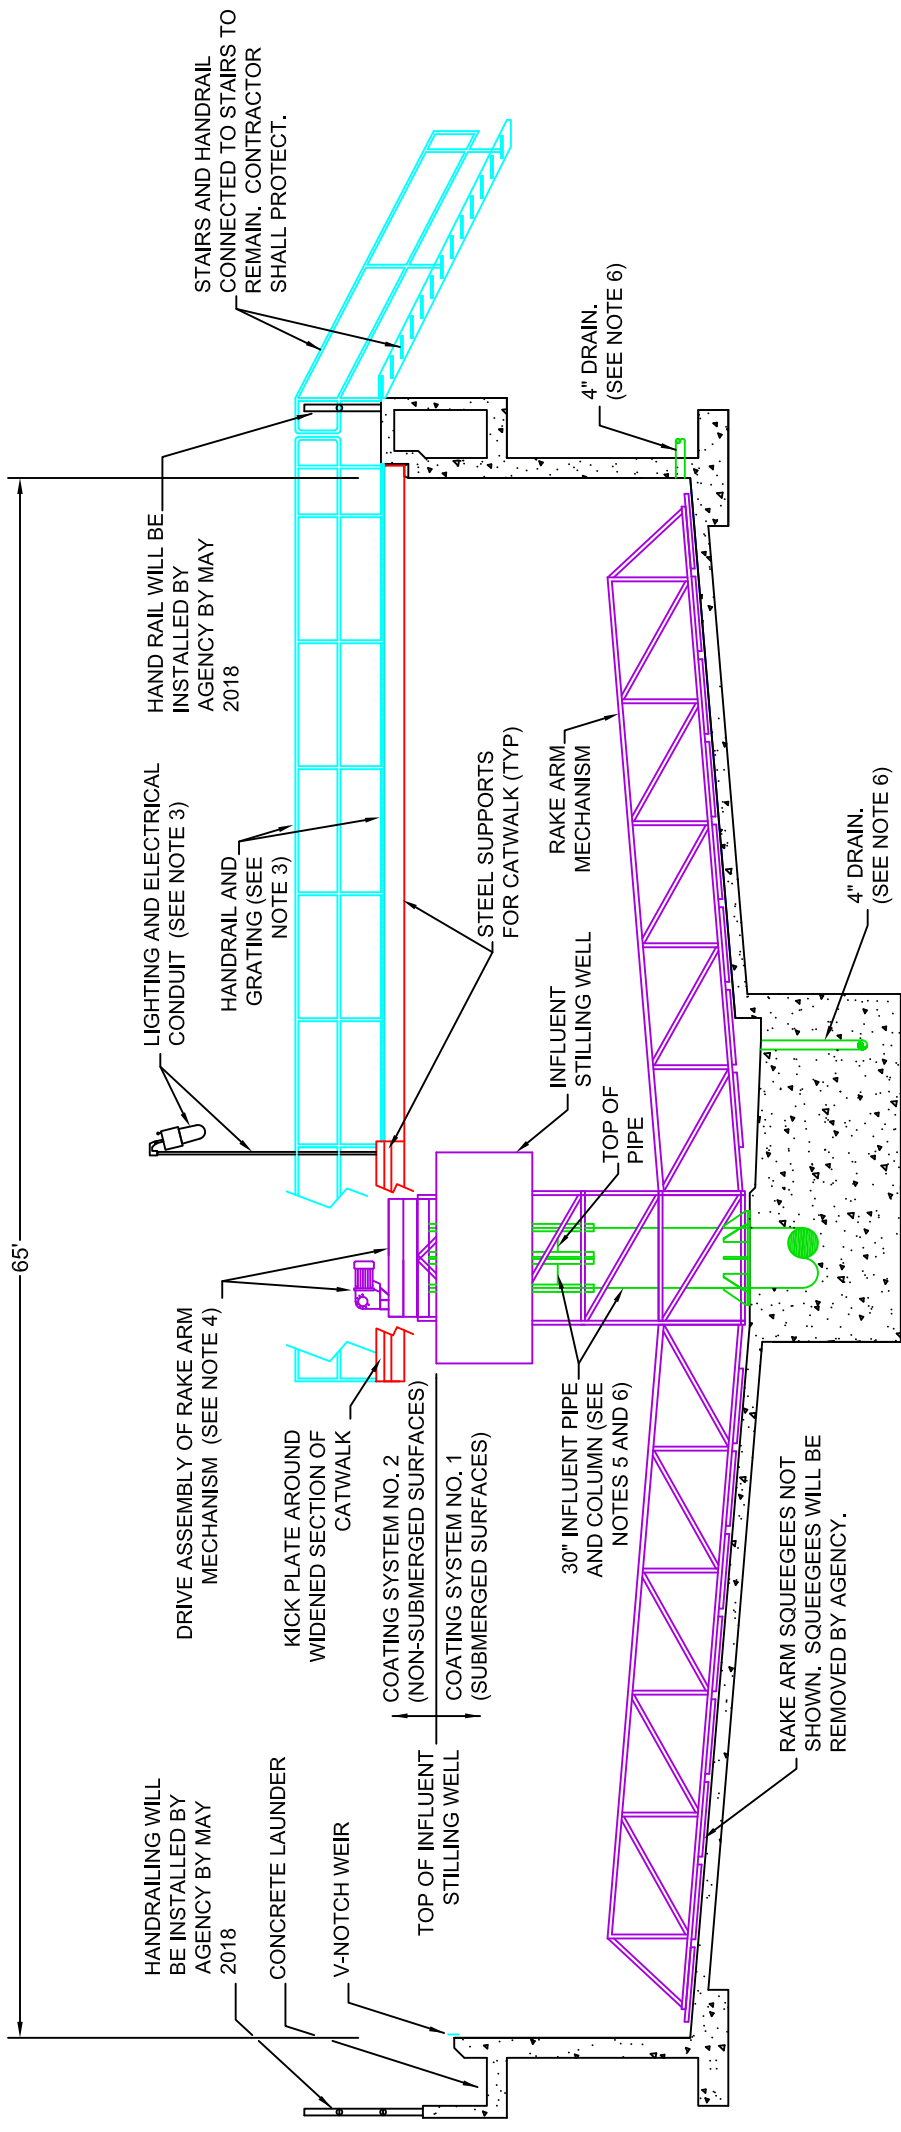 65'
HANDRAILING WILL
BE INSTALLED BY
AGENCY BY MAY
2018
CONCRETE LAUNDER
V-NOTCH WEIR
TOP OF INFLUENT
STILLING WELL
DRIVE ASSEMBLY OF RAKE ARM
MECHANISM (SEE NOTE 4)
KICK PLATE AROUND
WIDENED SECTION OF
CATWALK
COATING SYSTEM NO. 2
(NON-SUBMERGED SURFACES)
COATING SYSTEM NO. 1
(SUBMERGED SURFACES)
30" INFLUENT PIPE
AND COLUMN (SEE
NOTES 5 AND 6)
RAKE ARM SQUEEGEES NOT
SHOWN. SQUEEGEES WILL BE
REMOVED BY AGENCY.
LIGHTING AND ELECTRICAL
CONDUIT (SEE NOTE 3)
HANDRAIL AND
GRATING (SEE
NOTE 3)
STEEL SUPPORTS
FOR CATWALK (TYP)
INFLUENT
STILLING WELL
TOP OF
PIPE
RAKE ARM
MECHANISM
4" DRAIN.
(SEE NOTE 6)
HAND RAIL WILL BE
INSTALLED BY
AGENCY BY MAY
2018
STAIRS AND HANDRAIL
CONNECTED TO STAIRS TO
REMAIN. CONTRACTOR
SHALL PROTECT.
4" DRAIN.
(SEE NOTE 6)